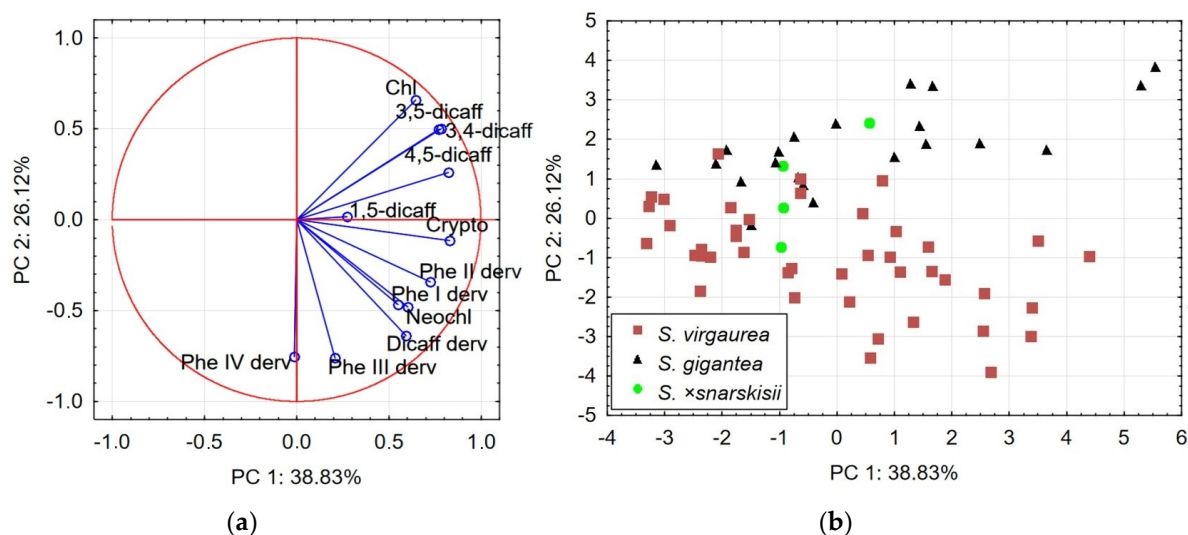 1.0
0.5
0.0
-0.5
-1.0
PC 2: 26.12%
Chl
3,5-dicaff
3,4-dicaff
4,5-dicaff
1,5-dicaff
Crypto
Phe II derv
Phe I derv
Neochl
Dicaff derv
Phe IV derv
Phe III derv
-1.0 -0.5 0.0 0.5 1.0
PC 1: 38.83%
(a)
5
4
3
2
1
0
-1
-2
-3
-4
-5
PC 2: 26.12%
S. virgaurea
S. gigantea
S. ×snarskisii
-4 -3 -2 -1 0 1 2 3 4 5 6
PC 1: 38.83%
(b)